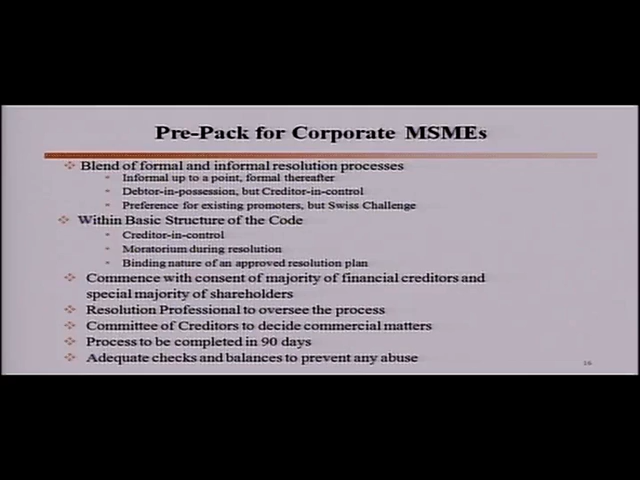 Pre-Pack for Corporate MSMEs
Blend of formal and informal resolution processes
Informal up to a point, formal thereafter
Debtor-in-possession, but Creditor-in-control
Preference for existing promoters, but Swiss Challenge
Within Basic Structure of the Code
Creditor-in-control
Moratorium during resolution
Binding nature of an approved resolution plan
Commence with consent of majority of financial creditors and
special majority of shareholders
Resolution Professional to oversee the process
Committee of Creditors to decide commercial matters
Process to be completed in 90 days
Adequate checks and balances to prevent any abuse